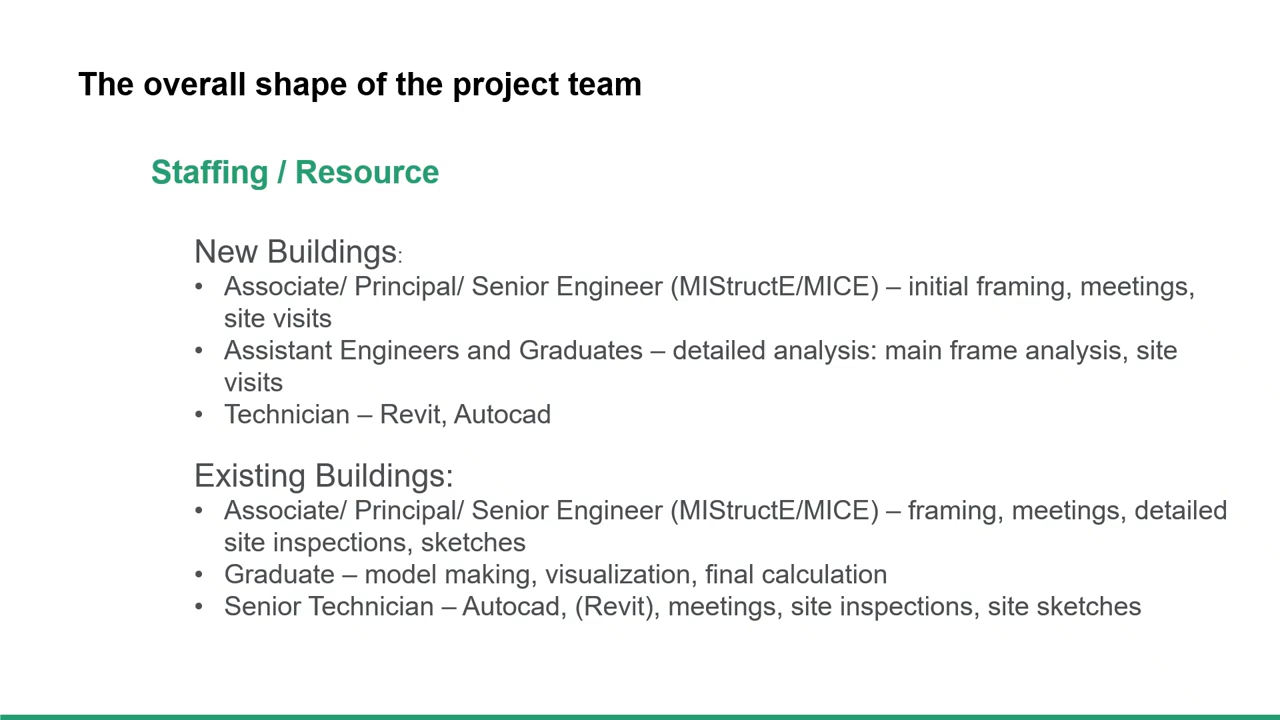 The overall shape of the project team
Staffing / Resource
New Buildings:
• Associate/ Principal/ Senior Engineer (MIStructE/MICE) – initial framing, meetings,
site visits
• Assistant Engineers and Graduates – detailed analysis: main frame analysis, site
visits
• Technician – Revit, Autocad
Existing Buildings:
• Associate/ Principal/ Senior Engineer (MIStructE/MICE) – framing, meetings, detailed
site inspections, sketches
• Graduate – model making, visualization, final calculation
• Senior Technician – Autocad, (Revit), meetings, site inspections, site sketches